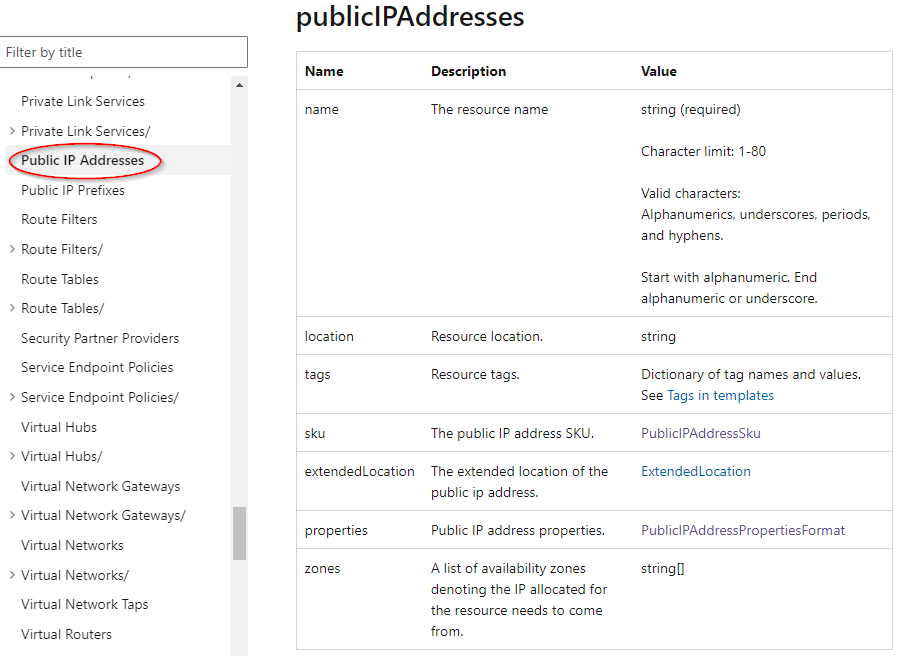 publicIPAddresses
Filter by title
Private Link Services
Private Link Services/
Public IP Addresses
Public IP Prefixes
Route Filters
Route Filters/
Route Tables
Route Tables/
Security Partner Providers
Service Endpoint Policies
Service Endpoint Policies/
Virtual Hubs
Virtual Hubs/
Virtual Network Gateways
Virtual Network Gateways/
Virtual Networks
Virtual Networks/
Virtual Network Taps
Virtual Routers
Name Description Value
name The resource name string (required)
Character limit: 1-80
Valid characters:
Alphanumerics, underscores, periods,
and hyphens.
Start with alphanumeric. End
alphanumeric or underscore.
location Resource location. string
tags Resource tags. Dictionary of tag names and values.
See Tags in templates
sku The public IP address SKU. PublicIPAddressSku
extendedLocation The extended location of the ExtendedLocation
public ip address.
properties Public IP address properties. PublicIPAddressPropertiesFormat
zones A list of availability zones string[]
denoting the IP allocated for
the resource needs to come
from.